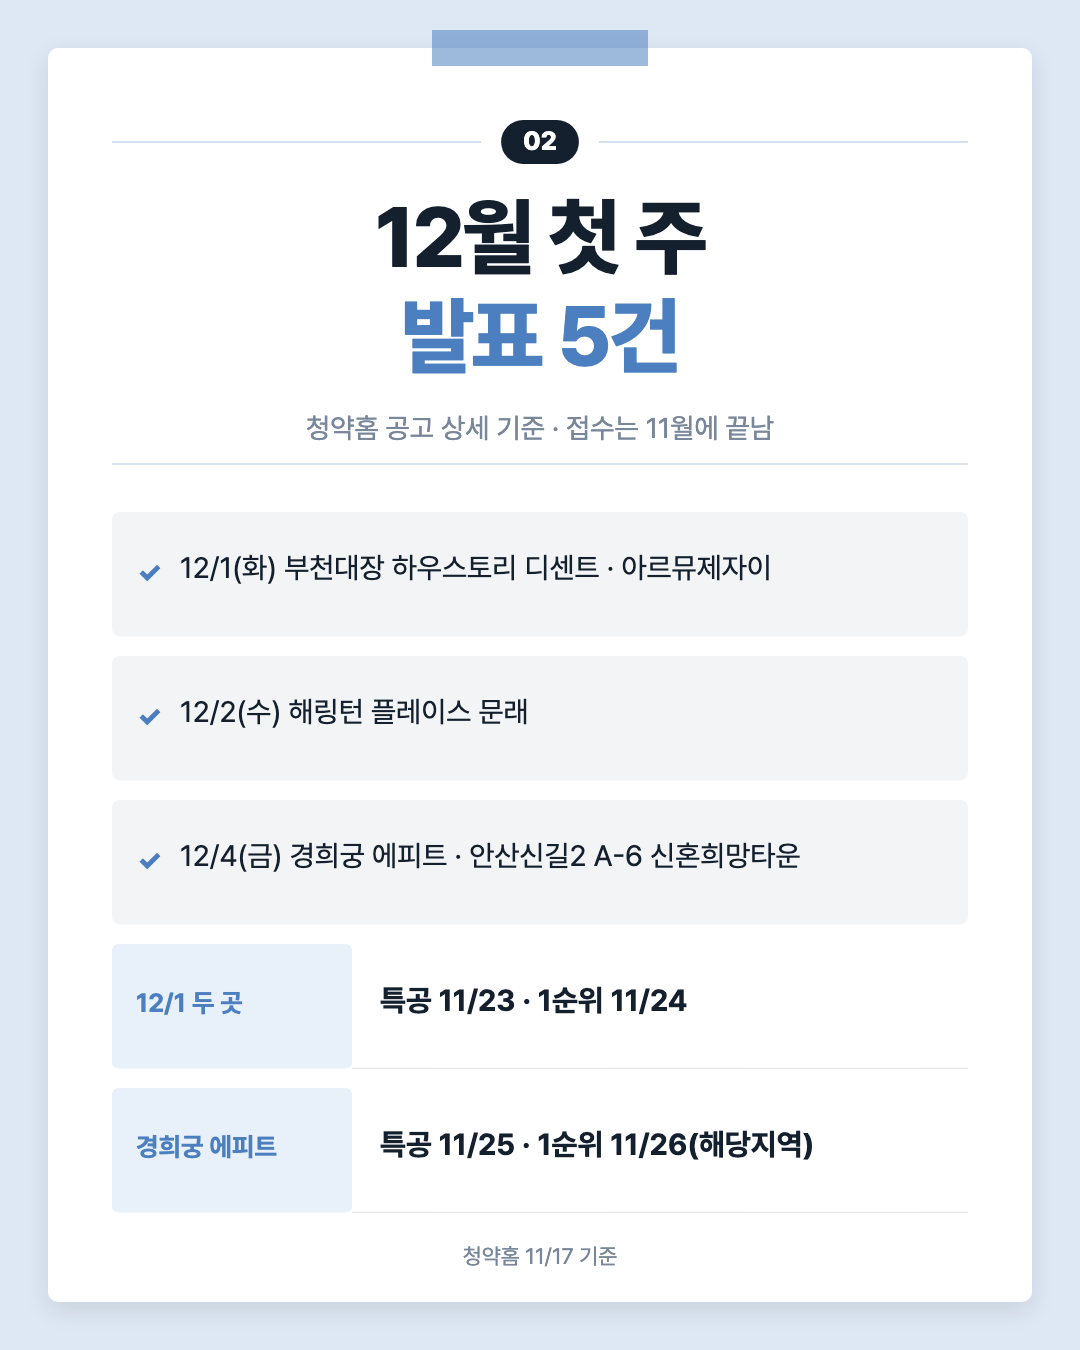 02
12월 첫 주
발표 5건
청약홈 공고 상세 기준 · 접수는 11월에 끝남
12/1(화) 부천대장 하우스토리 디센트 · 아르뮤제자이
12/2(수) 해링턴 플레이스 문래
12/4(금) 경희궁 에피트 · 안산신길2 A-6 신혼희망타운
12/1 두 곳
특공 11/23 · 1순위 11/24
경희궁 에피트
특공 11/25 · 1순위 11/26(해당지역)
청약홈 11/17 기준